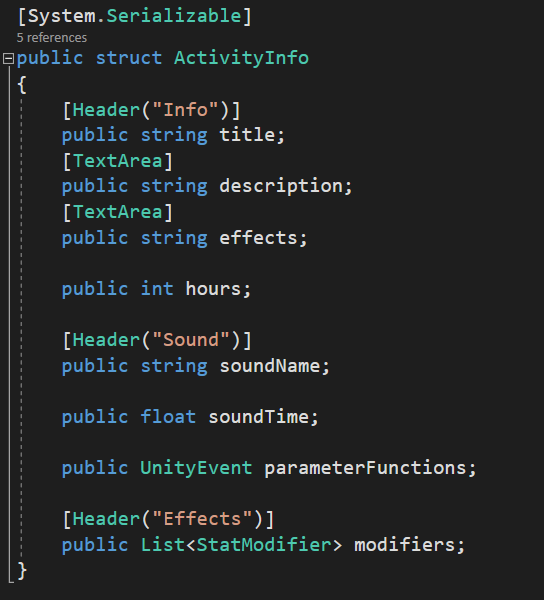 [System.Serializable]
5 references
public struct ActivityInfo
{
[Header("Info")]
public string title;
[TextArea]
public string description;
[TextArea]
public string effects;
public int hours;
[Header("Sound")]
public string soundName;
public float soundTime;
public UnityEvent parameterFunctions;
[Header("Effects")]
public List<StatModifier> modifiers;
}